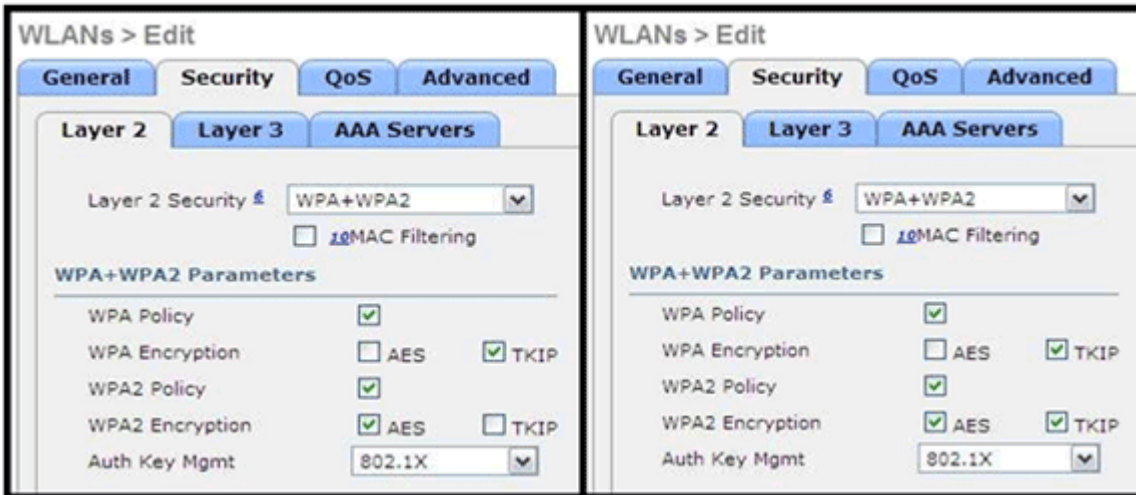 WLANs > Edit
General Security QoS Advanced
Layer 2 Layer 3 AAA Servers
Layer 2 Security 6 WPA+WPA2
10MAC Filtering
WPA+WPA2 Parameters
WPA Policy
WPA Encryption AES TKIP
WPA2 Policy
WPA2 Encryption AES TKIP
Auth Key Mgmt 802.1X
WLANs > Edit
General Security QoS Advanced
Layer 2 Layer 3 AAA Servers
Layer 2 Security 6 WPA+WPA2
10MAC Filtering
WPA+WPA2 Parameters
WPA Policy
WPA Encryption AES TKIP
WPA2 Policy
WPA2 Encryption AES TKIP
Auth Key Mgmt 802.1X